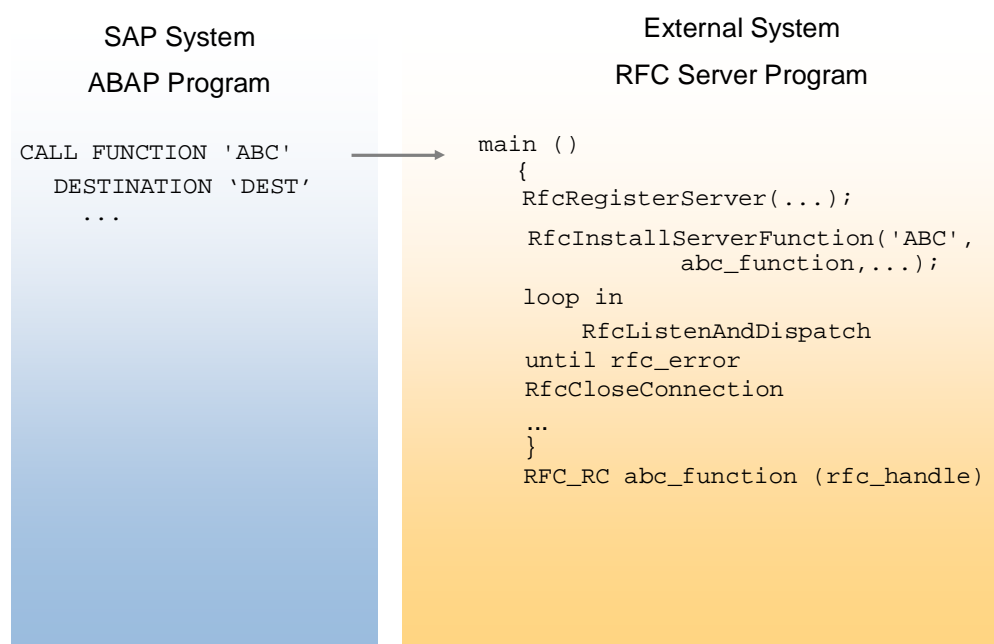 SAP System
ABAP Program
CALL FUNCTION 'ABC'
DESTINATION ‘DEST’
...
External System
RFC Server Program
main ()
{
RfcRegisterServer(...);
RfcInstallServerFunction('ABC',
abc_function,...);
loop in
RfcListenAndDispatch
until rfc_error
RfcCloseConnection
...
}
RFC_RC abc_function (rfc_handle)